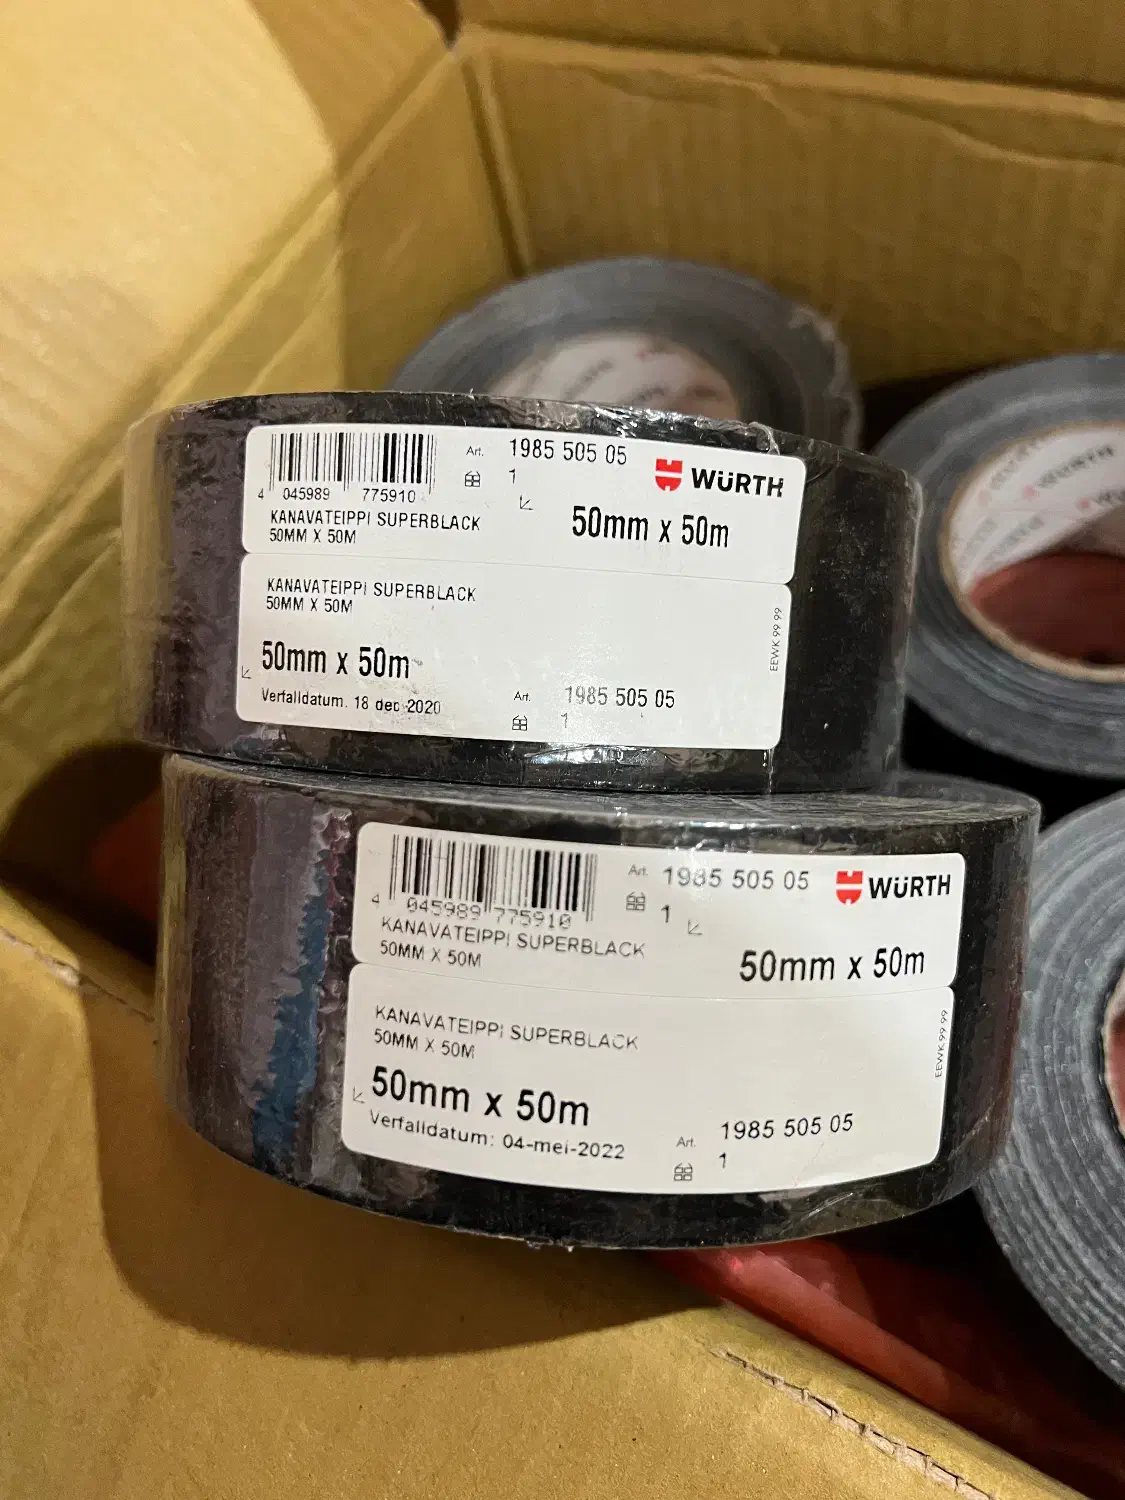 Art. 1985 505 05
1
WÜRTH
4 045989 775910
KANAVATEIPPI SUPERBLACK
50MM X 50M
50mm x 50m
KANAVATEIPPI SUPERBLACK
50MM X 50M
50mm x 50m
Verfalldatum. 18 dec 2020
Art. 1985 505 05
1
EEWK 99 99
Art. 1985 505 05
1
WÜRTH
4 045989 775910
KANAVATEIPPI SUPERBLACK
50MM X 50M
50mm x 50m
KANAVATEIPPI SUPERBLACK
50MM X 50M
50mm x 50m
Verfalldatum: 04-mei-2022
Art. 1985 505 05
1
EEWK 99 99
WÜRTH